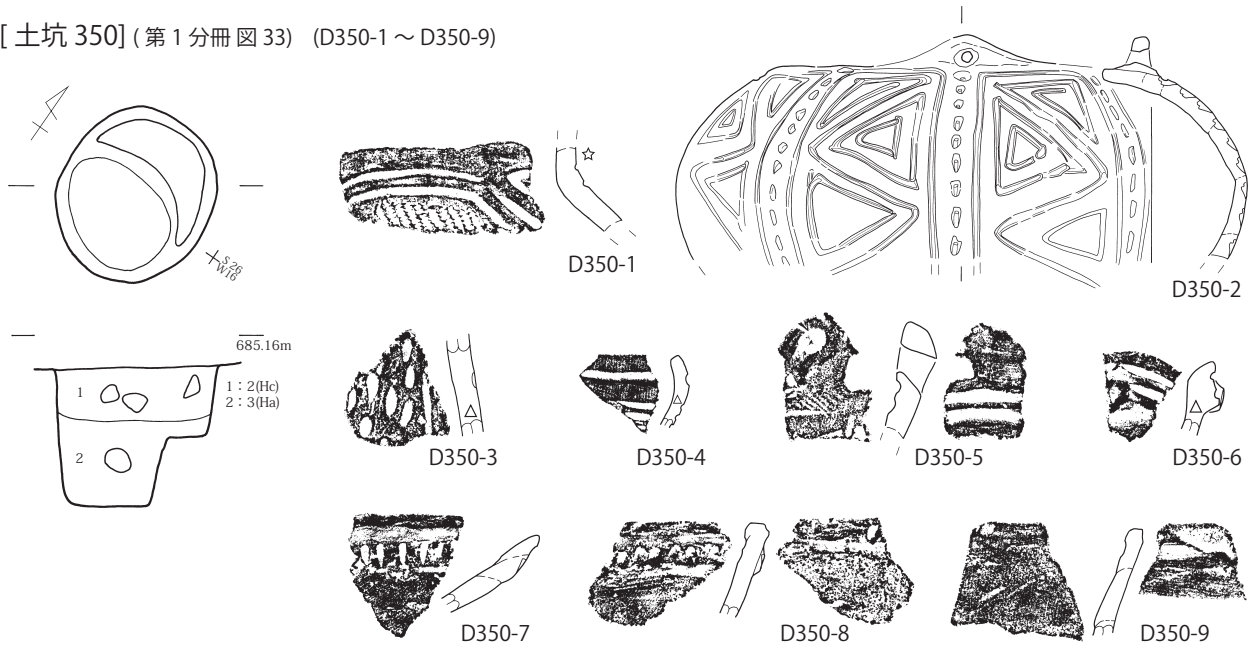 [ 土坑 350] ( 第 1 分冊 図 33) (D350-1 ～ D350-9)
S 26
W16
685.16m
1
2
1：2(Hc)
2：3(Ha)
D350-1
D350-2
D350-3
D350-4
D350-5
D350-6
D350-7
D350-8
D350-9